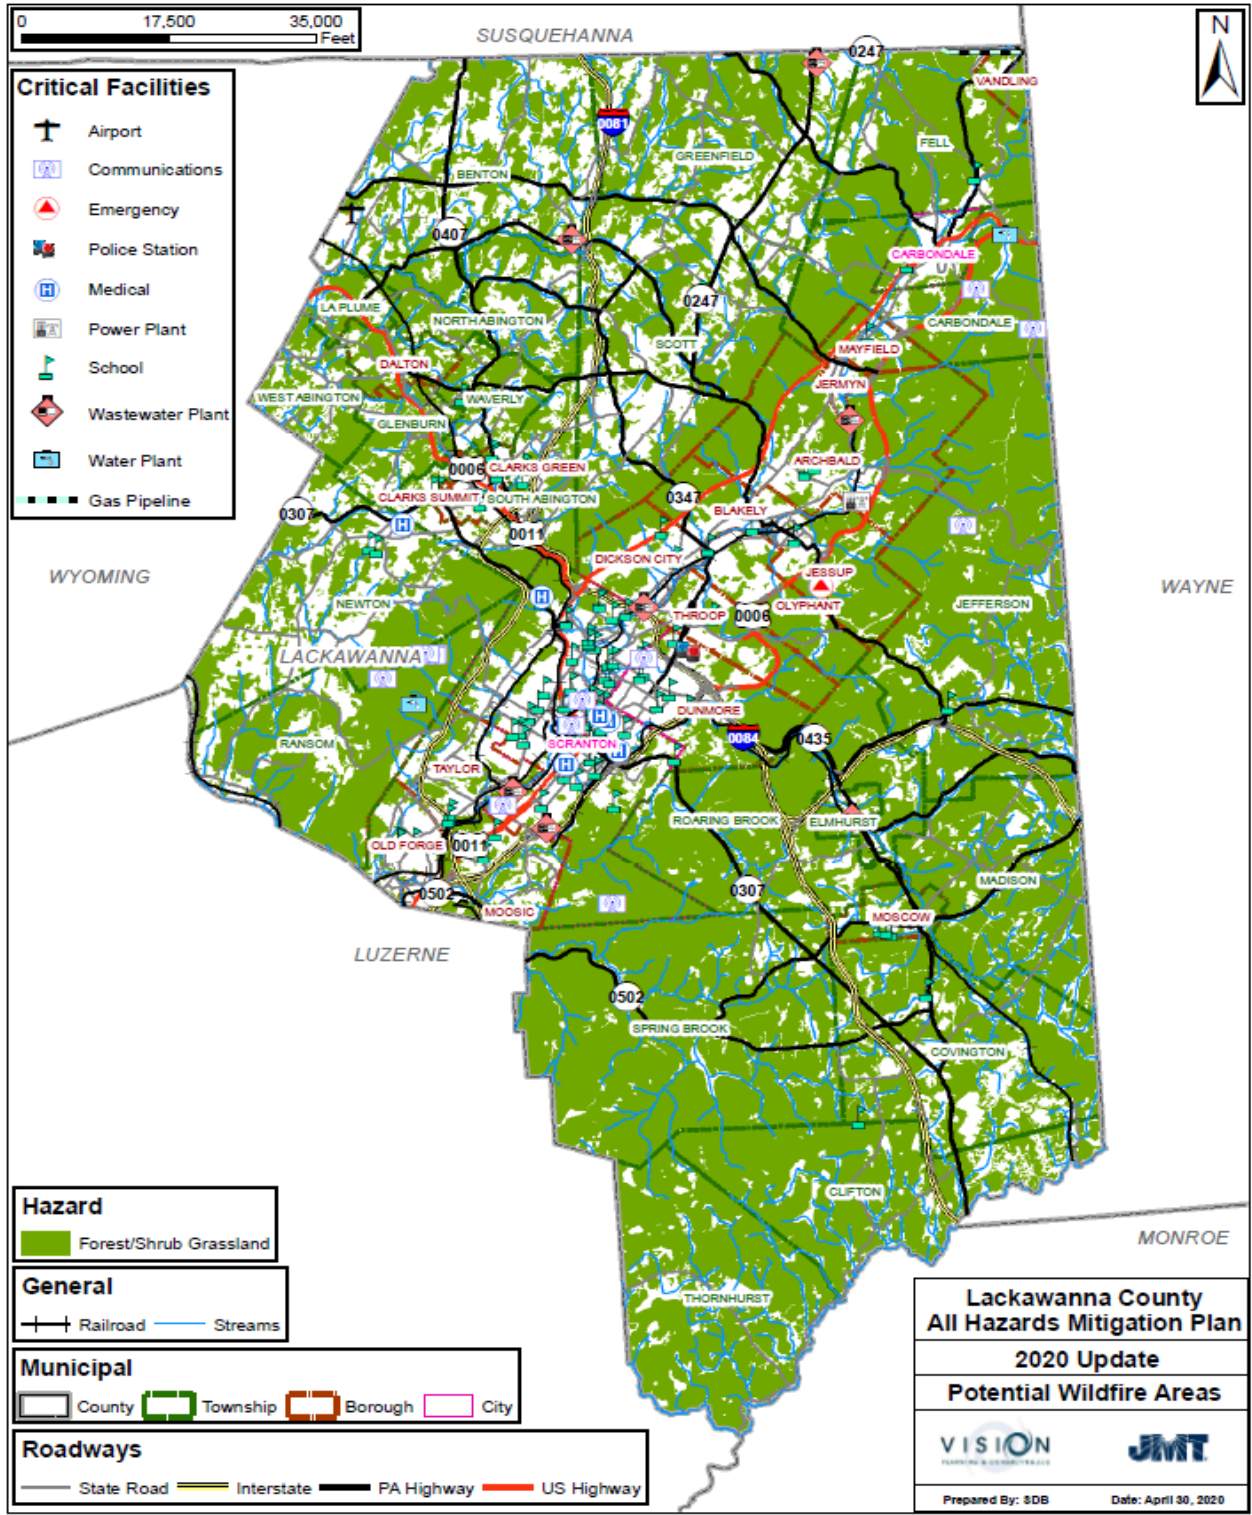 0 17,500 35,000
Feet
N
SUSQUEHANNA
WYOMING
LACKAWANNA
WAYNE
LUZERNE
MONROE
Critical Facilities
Airport
Communications
Emergency
Police Station
Medical
Power Plant
School
Wastewater Plant
Water Plant
Gas Pipeline
0247
VANDLING
0081
FELL
GREENFIELD
BENTON
0407
CARBONDALE
0247
LA PLUME
NORTH ABINGTON
CARBONDALE
SCOTT
MAYFIELD
DALTON
JERMYN
WEST ABINGTON
WAVERLY
GLENBURN
ARCHBALD
0006
CLARKS GREEN
CLARKS SUMMIT
SOUTH ABINGTON
0347
BLAKELY
0307
0011
DICKSON CITY
JESSUP
NEWTON
OLYPHANT
JEFFERSON
THROOP
0006
DUNMORE
0084
0435
RANSOM
SCRANTON
TAYLOR
ROARING BROOK
ELMHURST
OLD FORGE
0011
MADISON
0502
0307
MOOSIC
MOSCOW
0502
SPRING BROOK
COVINGTON
CLIFTON
THORNHURST
Hazard
Forest/Shrub Grassland
General
Railroad
Streams
Municipal
County
Township
Borough
City
Roadways
State Road
Interstate
PA Highway
US Highway
Lackawanna County
All Hazards Mitigation Plan
2020 Update
Potential Wildfire Areas
VISION
JMT
Prepared By: SDB
Date: April 30, 2020